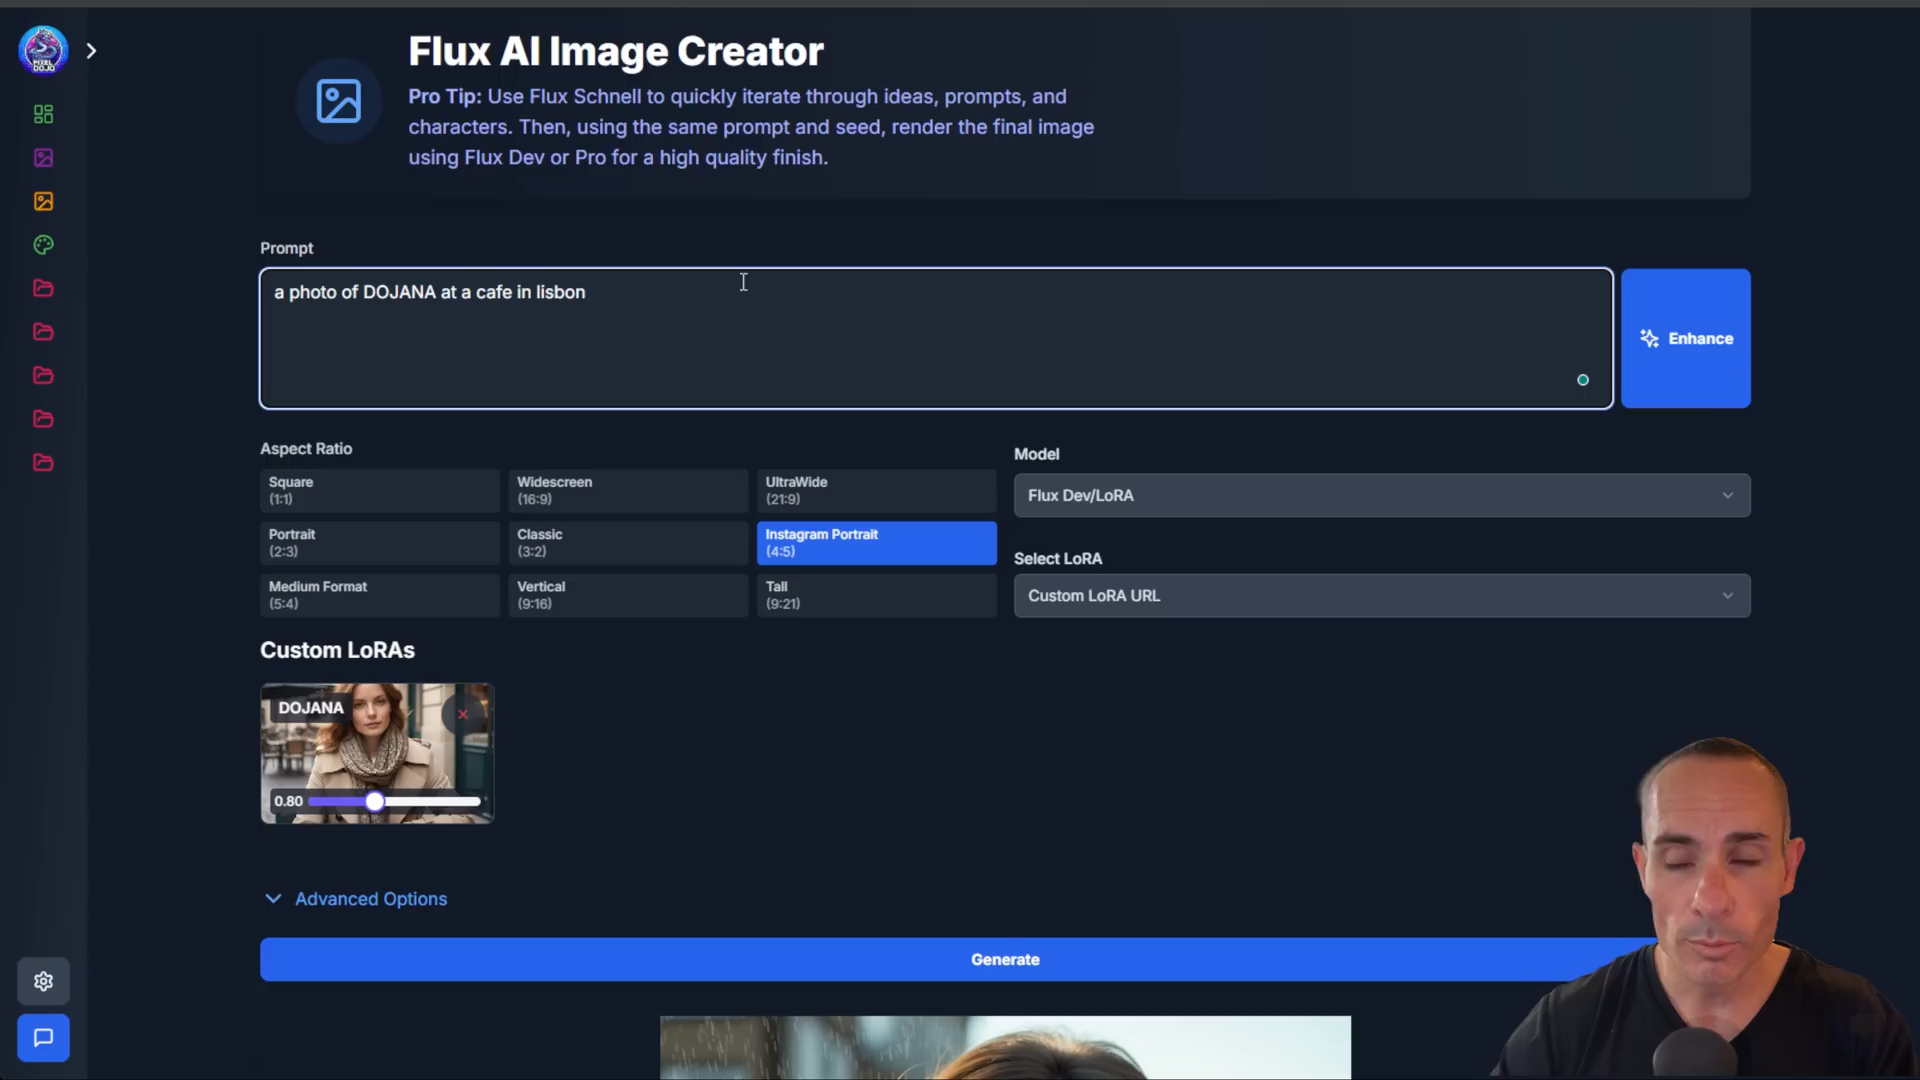 PIXEL
DOJO
Flux AI Image Creator
Pro Tip: Use Flux Schnell to quickly iterate through ideas, prompts, and
characters. Then, using the same prompt and seed, render the final image
using Flux Dev or Pro for a high quality finish.
Prompt
a photo of DOJANA at a cafe in lisbon
Enhance
Aspect Ratio
Square
(1:1)
Widescreen
(16:9)
UltraWide
(21:9)
Portrait
(2:3)
Classic
(3:2)
Instagram Portrait
(4:5)
Medium Format
(5:4)
Vertical
(9:16)
Tall
(9:21)
Model
Flux Dev/LoRA
Select LoRA
Custom LoRA URL
Custom LoRAs
DOJANA
0.80
Advanced Options
Generate